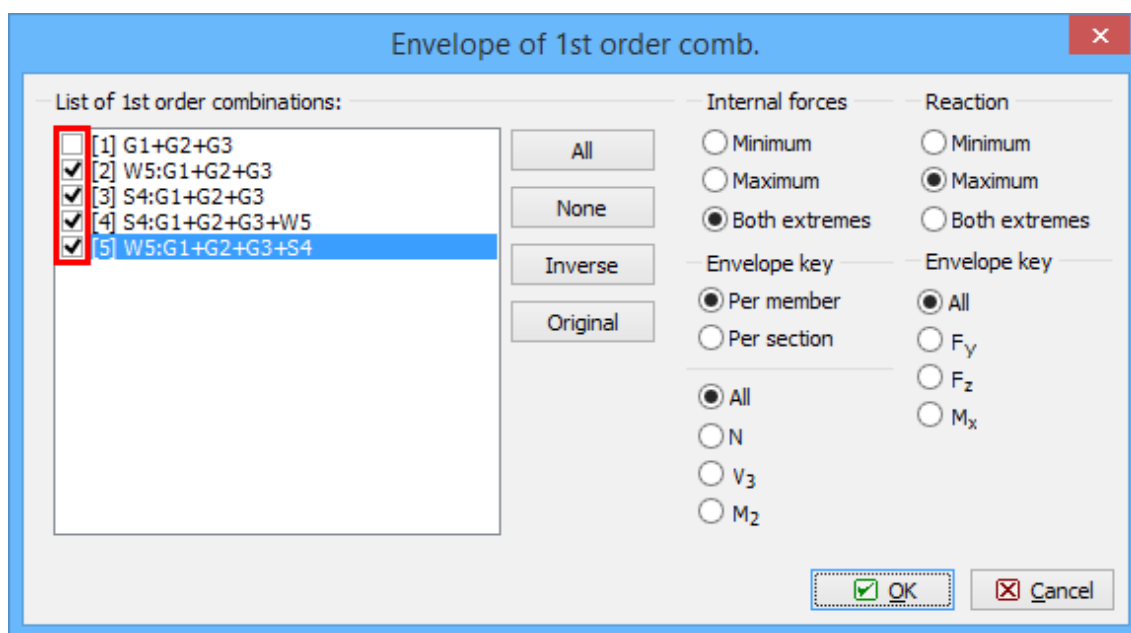 Envelope of 1st order comb.
List of 1st order combinations:
[1] G1+G2+G3
[2] W5:G1+G2+G3
[3] S4:G1+G2+G3
[4] S4:G1+G2+G3+W5
[5] W5:G1+G2+G3+S4
All
None
Inverse
Original
Internal forces
Minimum
Maximum
Both extremes
Envelope key
Per member
Per section
All
N
V3
M2
Reaction
Minimum
Maximum
Both extremes
Envelope key
All
Fy
Fz
Mx
OK
Cancel